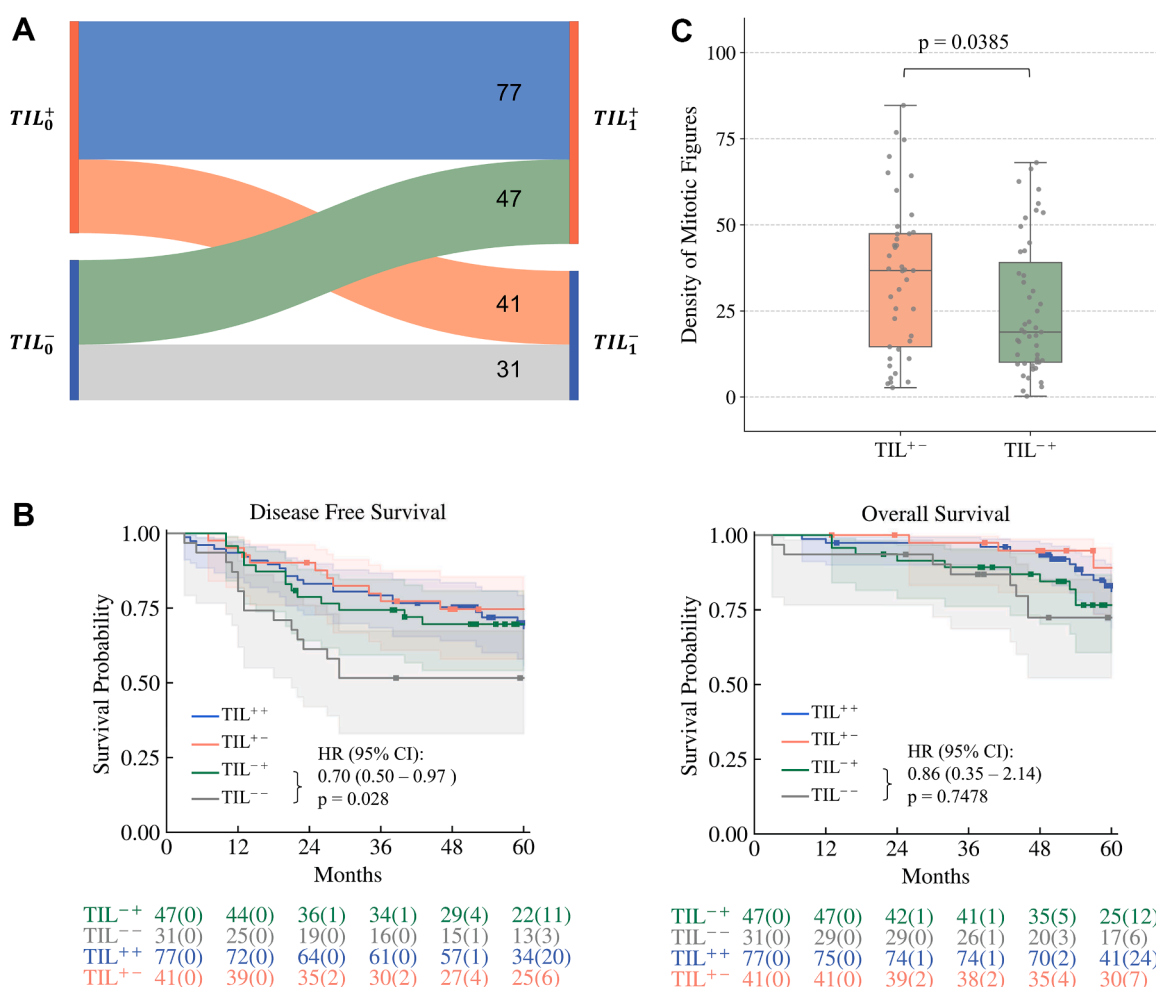 A
TIL₀⁺
TIL₀⁻
77
47
41
31
TIL₁⁺
TIL₁⁻
C
p = 0.0385
Density of Mitotic Figures
100
75
50
25
0
TIL⁺⁻
TIL⁻⁺
B
Disease Free Survival
Survival Probability
1.00
0.75
0.50
0.25
0.00
TIL⁺⁺
TIL⁺⁻
TIL⁻⁺
TIL⁻⁻
HR (95% CI):
0.70 (0.50 – 0.97 )
p = 0.028
0 12 24 36 48 60
Months
TIL⁻⁺ 47(0) 44(0) 36(1) 34(1) 29(4) 22(11)
TIL⁻⁻ 31(0) 25(0) 19(0) 16(0) 15(1) 13(3)
TIL⁺⁺ 77(0) 72(0) 64(0) 61(0) 57(1) 34(20)
TIL⁺⁻ 41(0) 39(0) 35(2) 30(2) 27(4) 25(6)
Overall Survival
Survival Probability
1.00
0.75
0.50
0.25
0.00
TIL⁺⁺
TIL⁺⁻
TIL⁻⁺
TIL⁻⁻
HR (95% CI):
0.86 (0.35 – 2.14)
p = 0.7478
0 12 24 36 48 60
Months
TIL⁻⁺ 47(0) 47(0) 42(1) 41(1) 35(5) 25(12)
TIL⁻⁻ 31(0) 29(0) 29(0) 26(1) 20(3) 17(6)
TIL⁺⁺ 77(0) 75(0) 74(1) 74(1) 70(2) 41(24)
TIL⁺⁻ 41(0) 41(0) 39(2) 38(2) 35(4) 30(7)